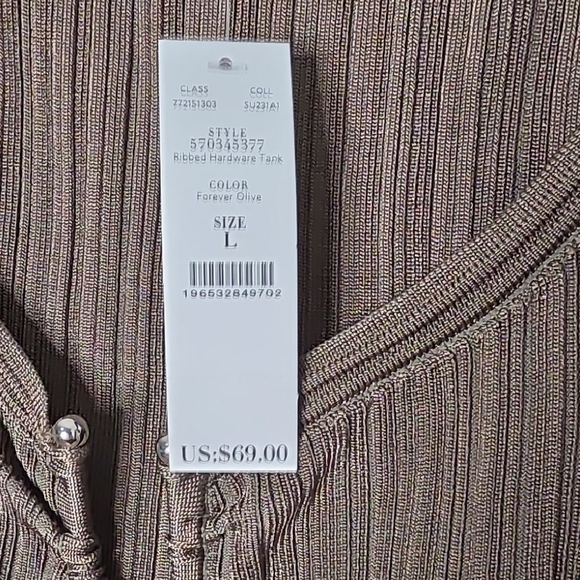 CLASS COLL
772151303 SU231A1
STYLE
570345377
Ribbed Hardware Tank
COLOR
Forever Olive
SIZE
L
196532849702
US:$69.00